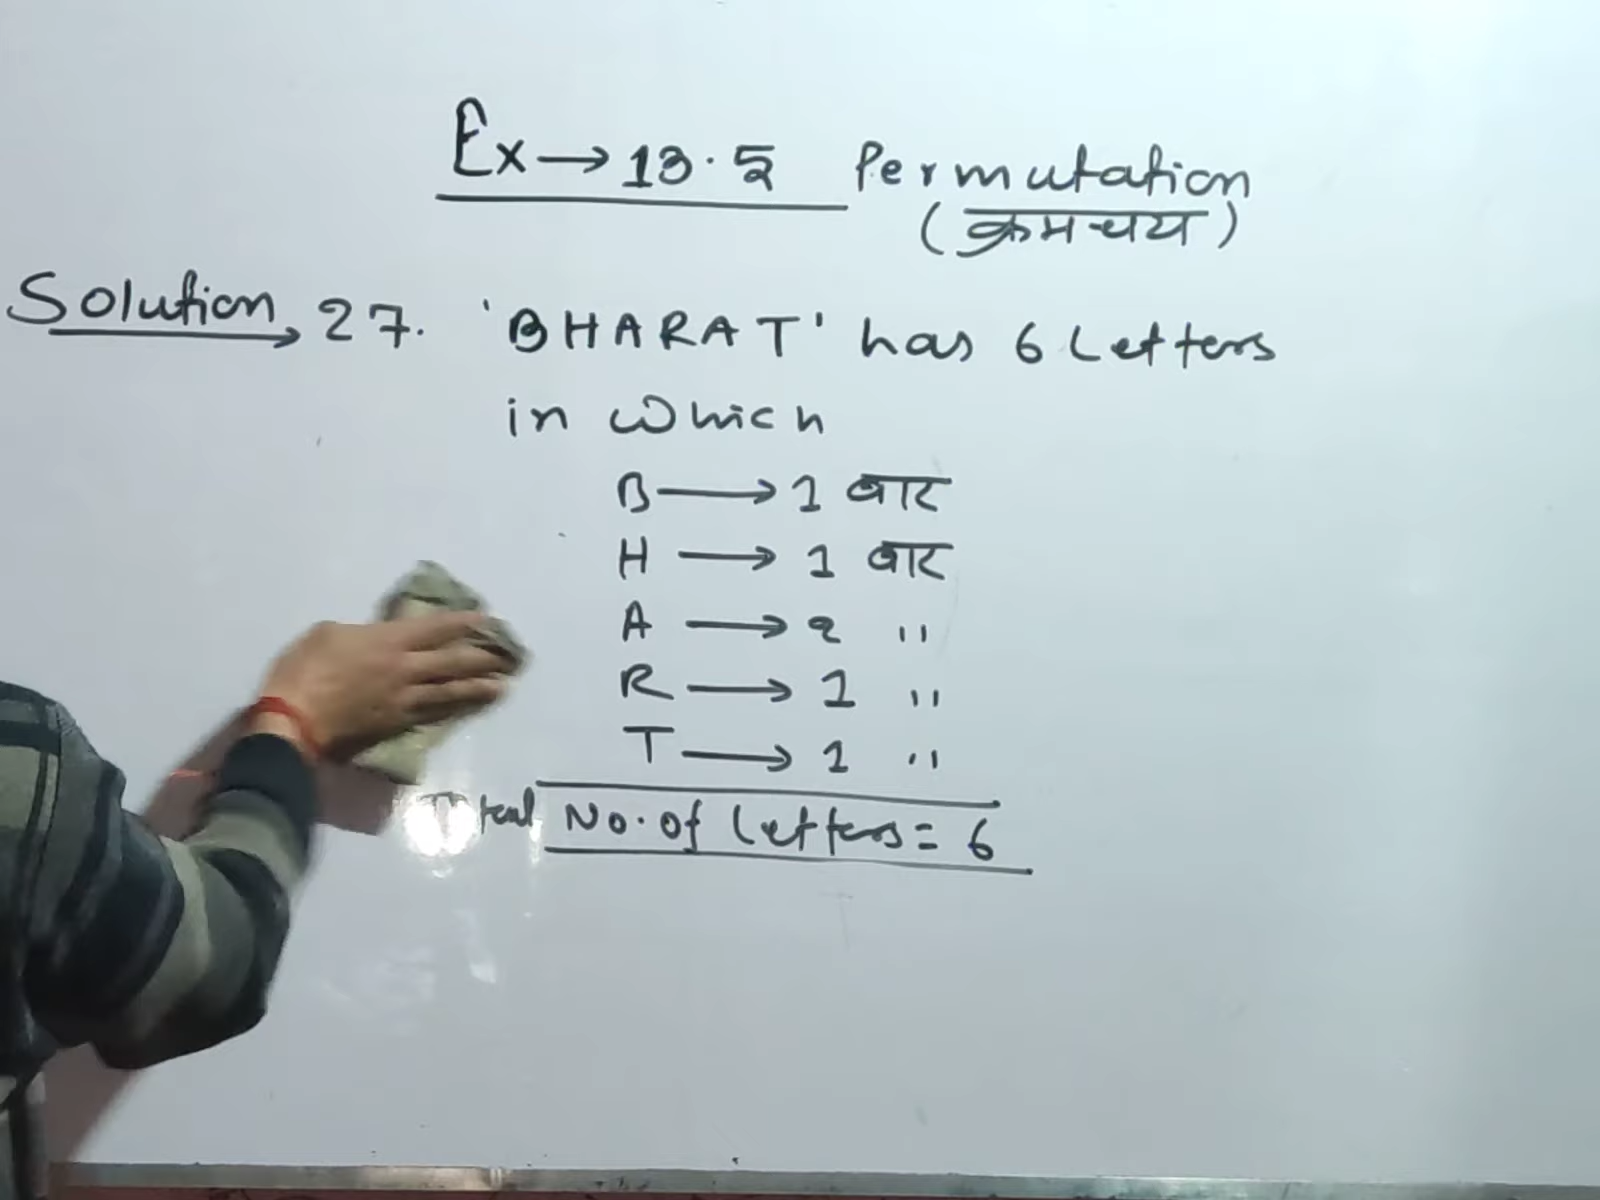 Ex → 13.5 Permutation
(क्रमचय)
Solution 27. 'BHARAT' has 6 Letters
in which
B → 1 बार
H → 1 बार
A → 2 "
R → 1 "
T → 1 "
Total No. of Letters = 6